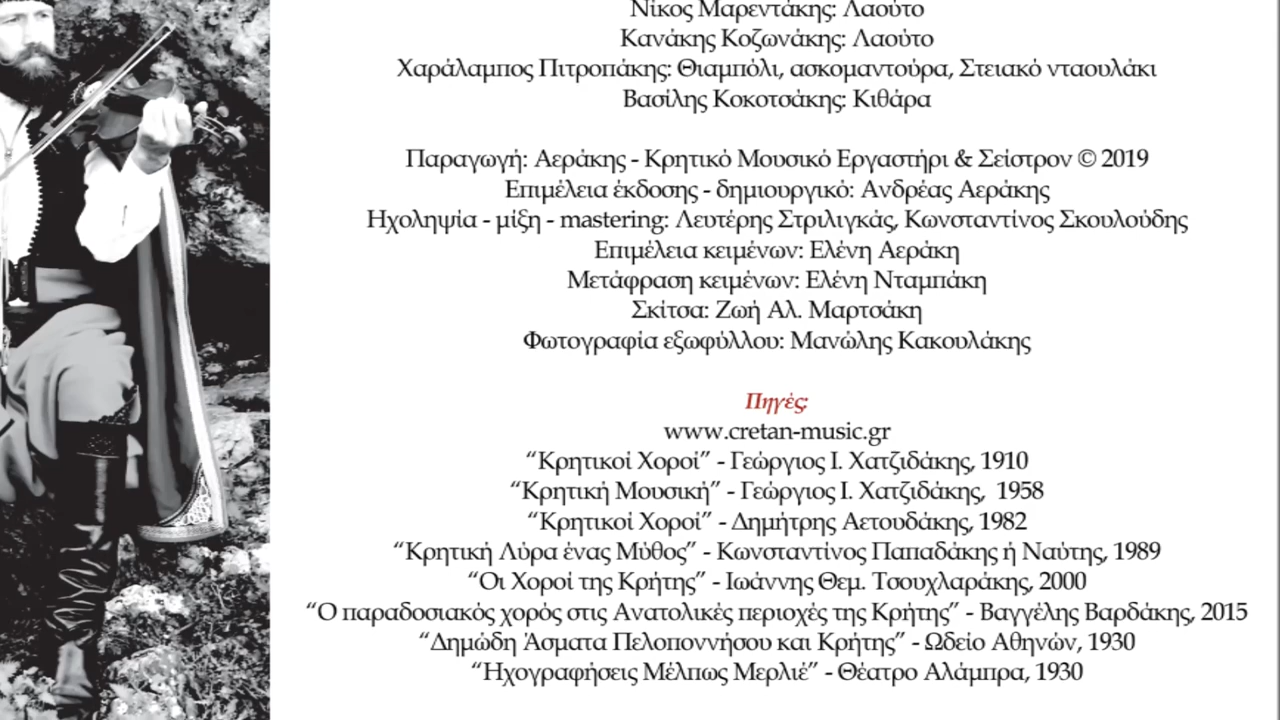 Νίκος Μαρεντάκης: Λαούτο
Κανάκης Κοζωνάκης: Λαούτο
Χαράλαμπος Πιτροπάκης: Θιαμπόλι, ασκομαντούρα, Στειακό νταουλάκι
Βασίλης Κοκοτσάκης: Κιθάρα
Παραγωγή: Αεράκης - Κρητικό Μουσικό Εργαστήρι & Σείστρον © 2019
Επιμέλεια έκδοσης - δημιουργικό: Ανδρέας Αεράκης
Ηχοληψία - μίξη - mastering: Λευτέρης Στριλιγκάς, Κωνσταντίνος Σκουλούδης
Επιμέλεια κειμένων: Ελένη Αεράκη
Μετάφραση κειμένων: Ελένη Νταμπάκη
Σκίτσα: Ζωή Αλ. Μαρτσάκη
Φωτογραφία εξωφύλλου: Μανώλης Κακουλάκης
Πηγές:
www.cretan-music.gr
“Κρητικοί Χοροί” - Γεώργιος Ι. Χατζιδάκης, 1910
“Κρητική Μουσική” - Γεώργιος Ι. Χατζιδάκης, 1958
“Κρητικοί Χοροί” - Δημήτρης Αετουδάκης, 1982
“Κρητική Λύρα ένας Μύθος” - Κωνσταντίνος Παπαδάκης ή Ναύτης, 1989
“Οι Χοροί της Κρήτης” - Ιωάννης Θεμ. Τσουχλαράκης, 2000
“Ο παραδοσιακός χορός στις Ανατολικές περιοχές της Κρήτης” - Βαγγέλης Βαρδάκης, 2015
“Δημώδη Άσματα Πελοποννήσου και Κρήτης” - Ωδείο Αθηνών, 1930
“Ηχογραφήσεις Μέλπως Μερλιέ” - Θέατρο Αλάμπρα, 1930